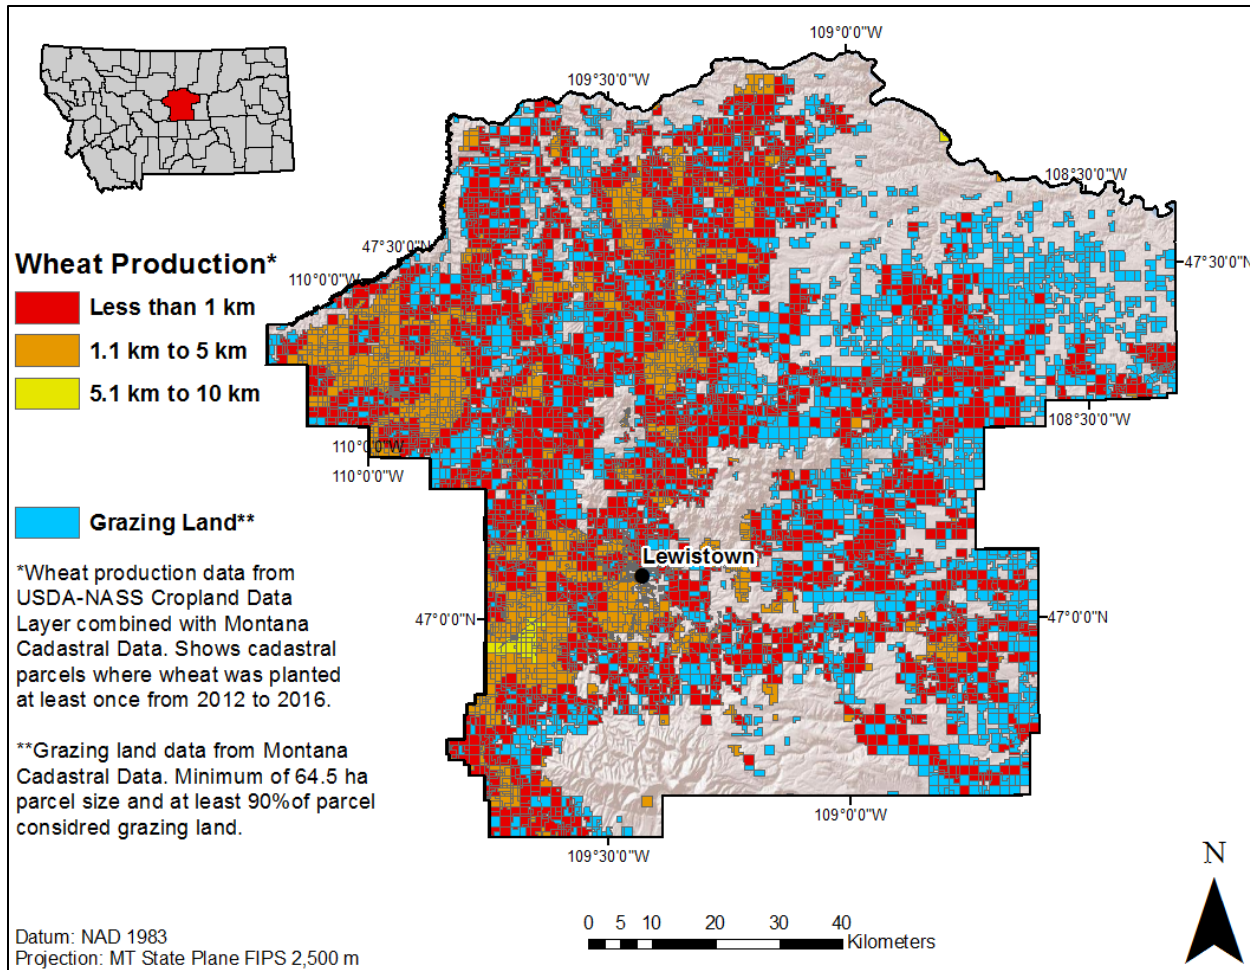 109°0'0"W
109°30'0"W
108°30'0"W
47°30'0"N
47°30'0"N
110°0'0"W
Wheat Production*
Less than 1 km
1.1 km to 5 km
5.1 km to 10 km
108°30'0"W
110°0'0"W
110°0'0"W
Grazing Land**
Lewistown
*Wheat production data from
USDA-NASS Cropland Data
Layer combined with Montana
Cadastral Data. Shows cadastral
parcels where wheat was planted
at least once from 2012 to 2016.
47°0'0"N
47°0'0"N
**Grazing land data from Montana
Cadastral Data. Minimum of 64.5 ha
parcel size and at least 90%of parcel
considred grazing land.
109°0'0"W
109°30'0"W
N
0 5 10 20 30 40
Kilometers
Datum: NAD 1983
Projection: MT State Plane FIPS 2,500 m